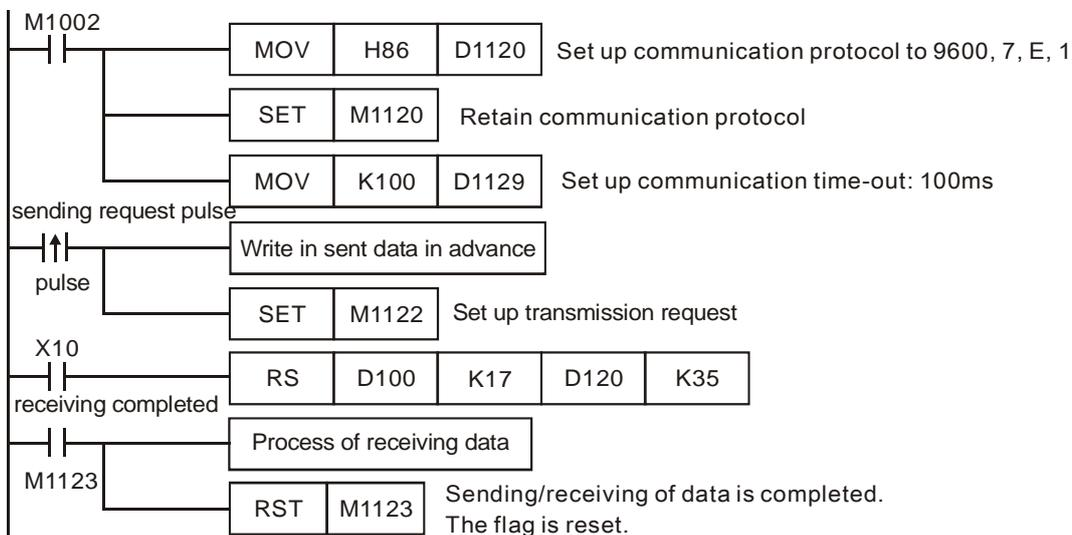 M1002
MOV H86 D1120 Set up communication protocol to 9600, 7, E, 1
SET M1120 Retain communication protocol
MOV K100 D1129 Set up communication time-out: 100ms
sending request pulse
Write in sent data in advance
pulse
SET M1122 Set up transmission request
X10
RS D100 K17 D120 K35
receiving completed
Process of receiving data
M1123
RST M1123 Sending/receiving of data is completed.
The flag is reset.